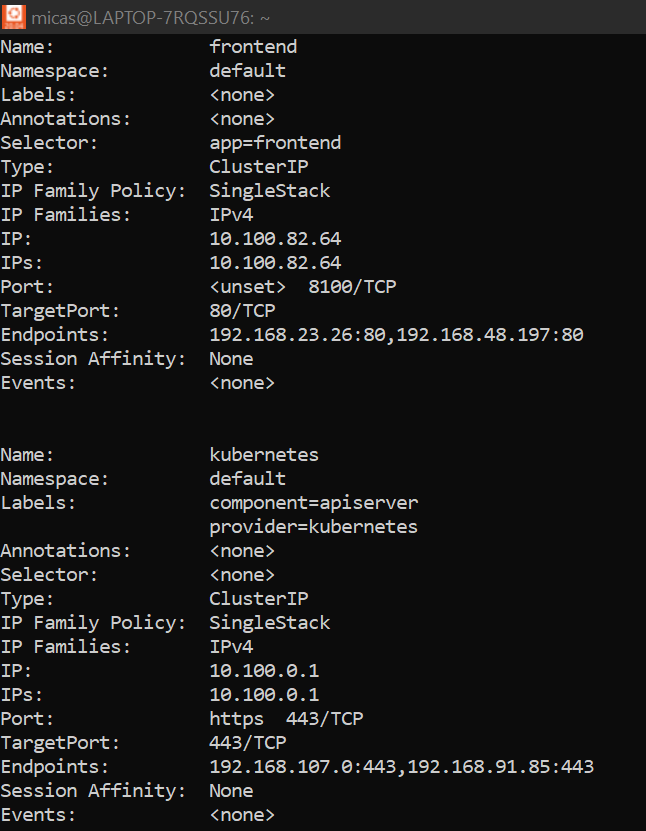 micas@LAPTOP-7RQSSU76: ~
Name: frontend
Namespace: default
Labels: <none>
Annotations: <none>
Selector: app=frontend
Type: ClusterIP
IP Family Policy: SingleStack
IP Families: IPv4
IP: 10.100.82.64
IPs: 10.100.82.64
Port: <unset> 8100/TCP
TargetPort: 80/TCP
Endpoints: 192.168.23.26:80,192.168.48.197:80
Session Affinity: None
Events: <none>
Name: kubernetes
Namespace: default
Labels: component=apiserver
provider=kubernetes
Annotations: <none>
Selector: <none>
Type: ClusterIP
IP Family Policy: SingleStack
IP Families: IPv4
IP: 10.100.0.1
IPs: 10.100.0.1
Port: https 443/TCP
TargetPort: 443/TCP
Endpoints: 192.168.107.0:443,192.168.91.85:443
Session Affinity: None
Events: <none>